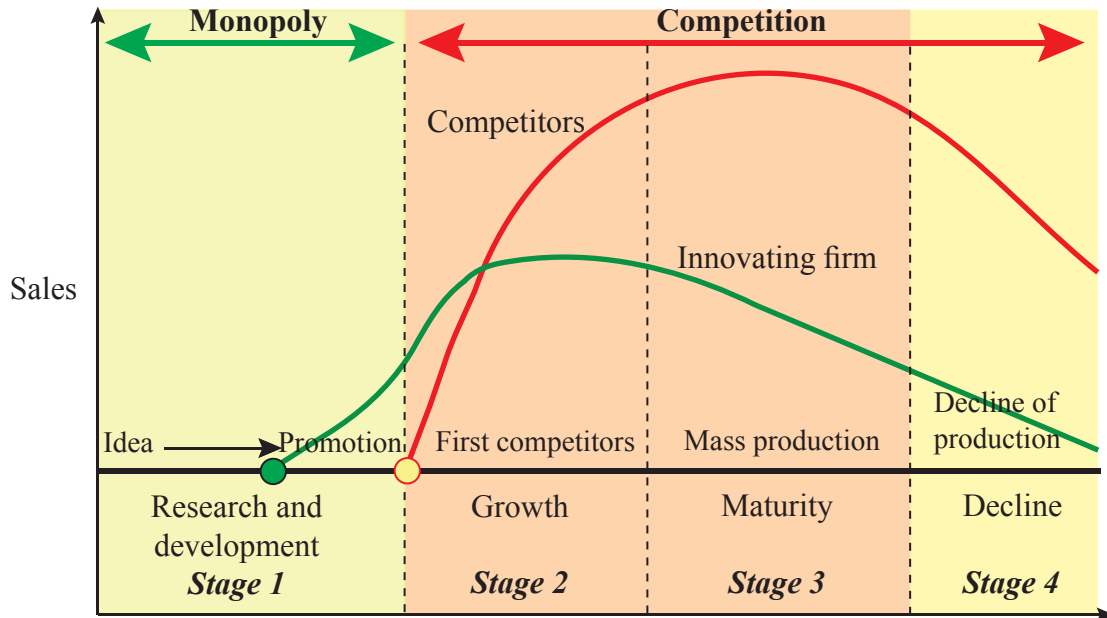 Monopoly
Competition
Competitors
Innovating firm
Sales
Idea
Promotion
First competitors
Mass production
Decline of
production
Research and
development
Stage 1
Growth
Stage 2
Maturity
Stage 3
Decline
Stage 4